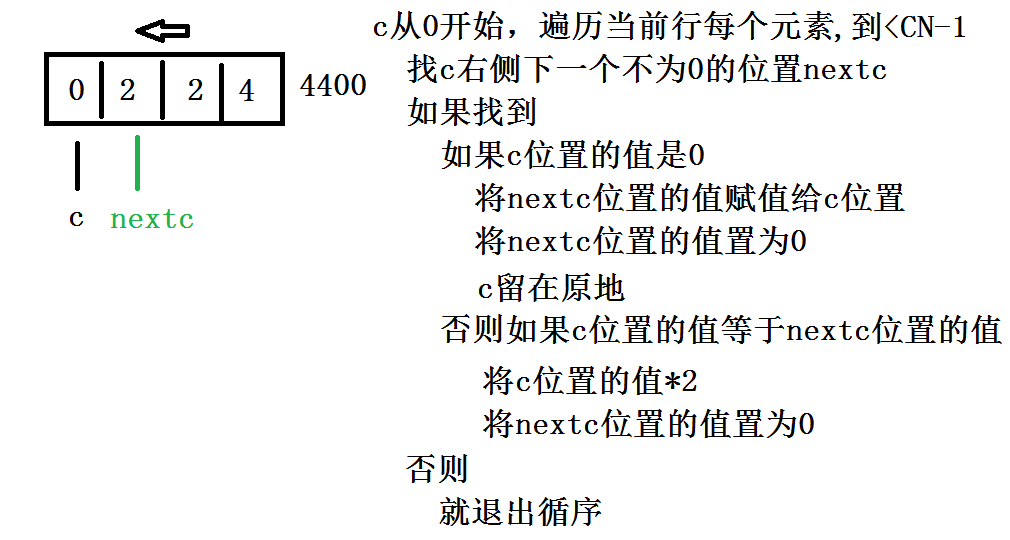 c从0开始，遍历当前行每个元素,到<CN-1
找c右侧下一个不为0的位置nextc
0 2 2 4 4400
如果找到
如果c位置的值是0
将nextc位置的值赋值给c位置
c nextc
将nextc位置的值置为0
c留在原地
否则如果c位置的值等于nextc位置的值
将c位置的值*2
将nextc位置的值置为0
否则
就退出循序